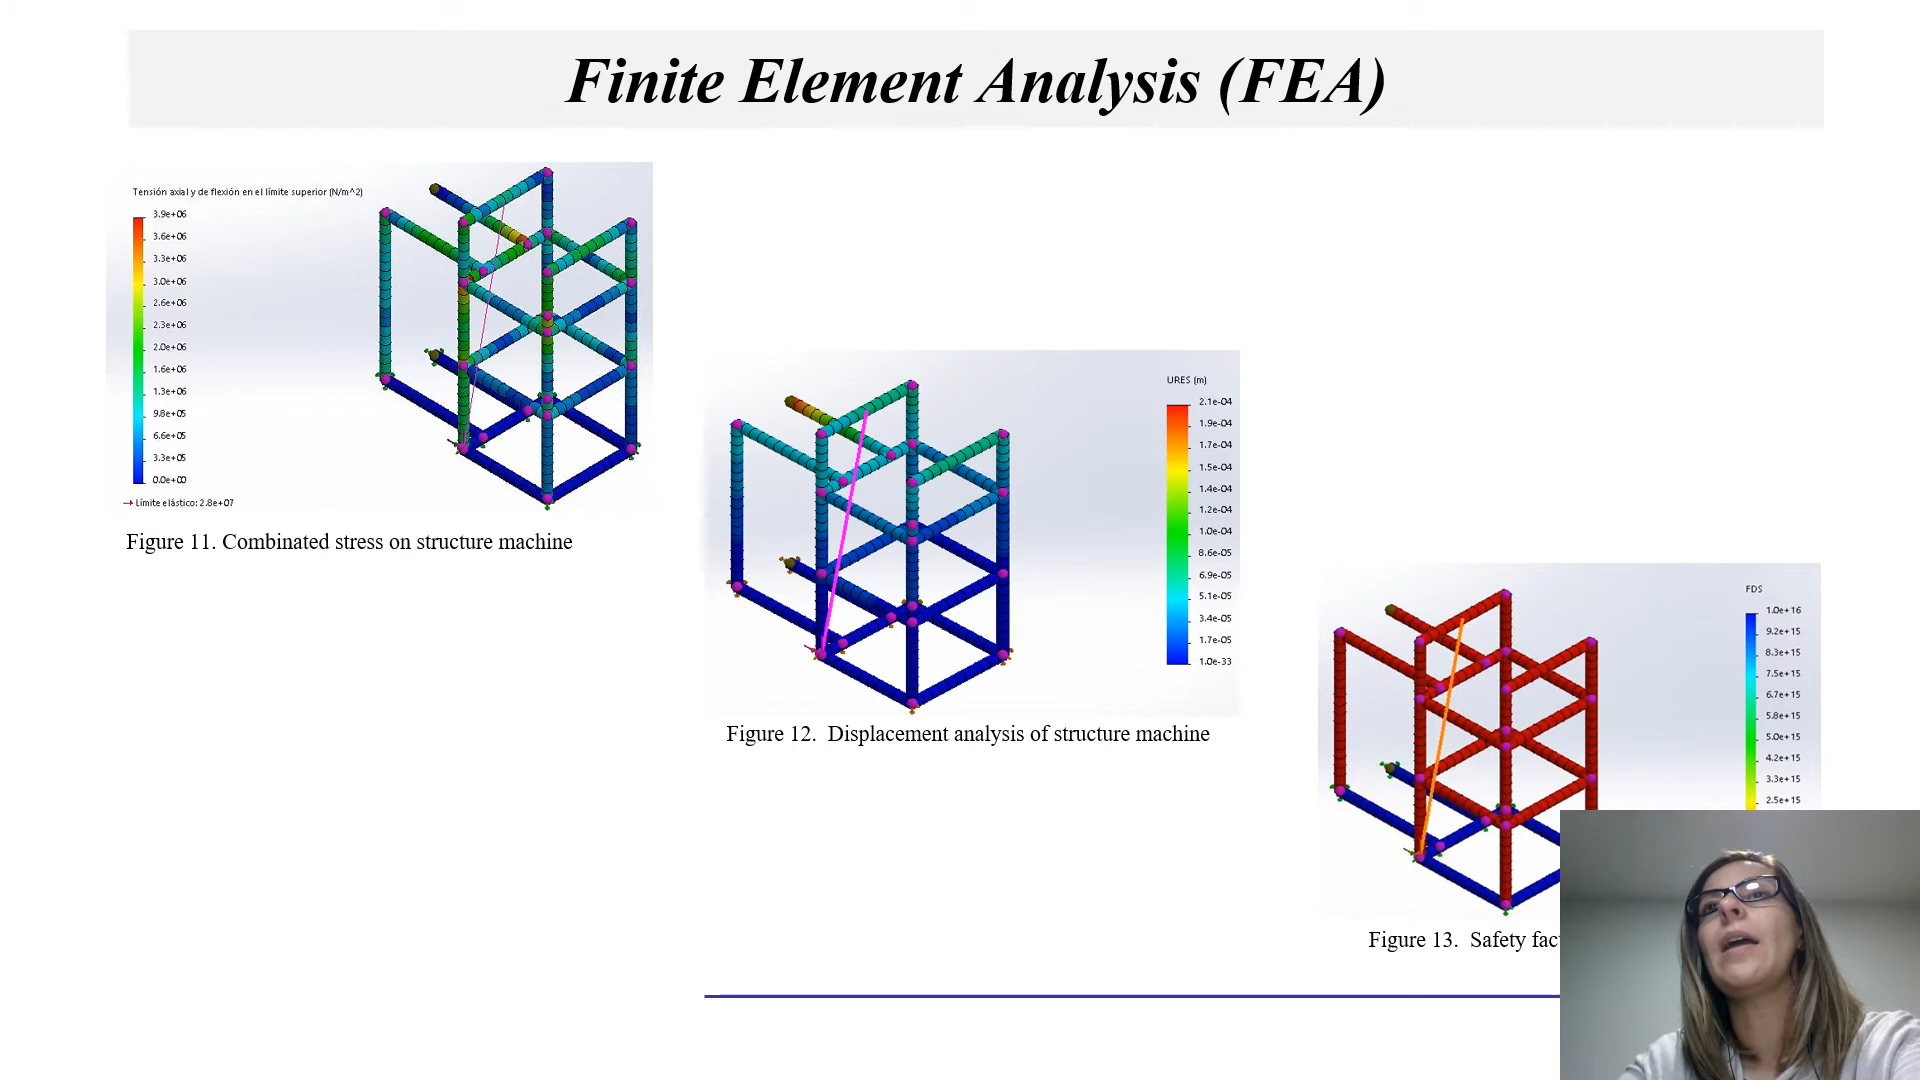 Finite Element Analysis (FEA)
Tensión axial y de flexión en el límite superior (N/m^2)
3.9e+06
3.6e+06
3.3e+06
3.0e+06
2.6e+06
2.3e+06
2.0e+06
1.6e+06
1.3e+06
9.8e+05
6.6e+05
3.3e+05
0.0e+00
Límite elástico: 2.8e+07
Figure 11. Combinated stress on structure machine
URES (m)
2.1e-04
1.9e-04
1.7e-04
1.5e-04
1.4e-04
1.2e-04
1.0e-04
8.6e-05
6.9e-05
5.1e-05
3.4e-05
1.7e-05
1.0e-33
Figure 12. Displacement analysis of structure machine
FDS
1.0e+16
9.2e+15
8.3e+15
7.5e+15
6.7e+15
5.8e+15
5.0e+15
4.2e+15
3.3e+15
2.5e+15
Figure 13. Safety